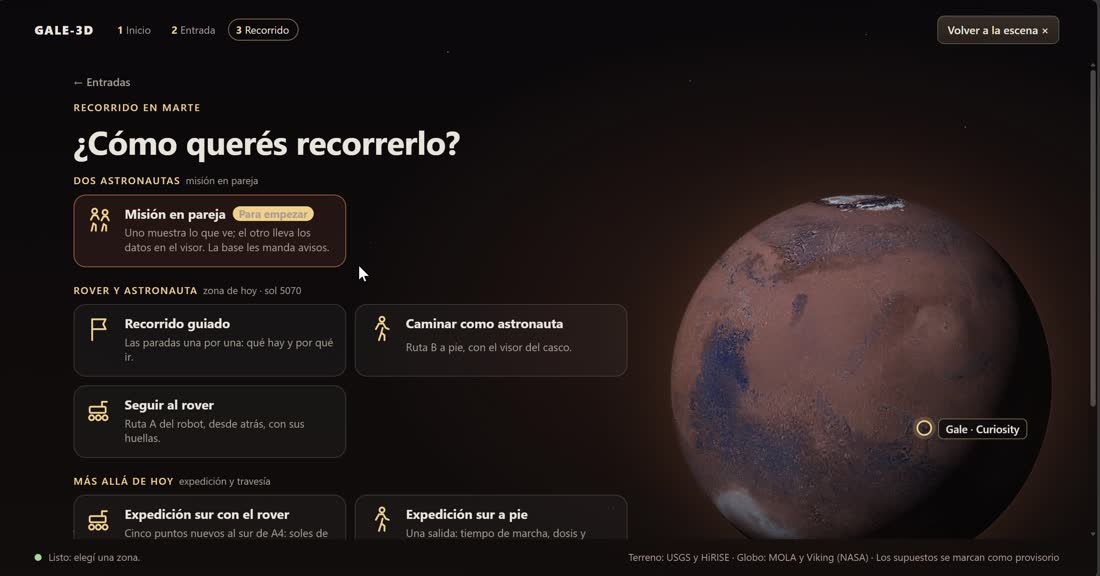 GALE-3D
1 Inicio
2 Entrada
3 Recorrido
Volver a la escena ×
← Entradas
RECORRIDO EN MARTE
¿Cómo querés recorrerlo?
DOS ASTRONAUTAS misión en pareja
Misión en pareja Para empezar
Uno muestra lo que ve; el otro lleva los
datos en el visor. La base les manda avisos.
ROVER Y ASTRONAUTA zona de hoy · sol 5070
Recorrido guiado
Las paradas una por una: qué hay y por qué
ir.
Caminar como astronauta
Ruta B a pie, con el visor del casco.
Seguir al rover
Ruta A del robot, desde atrás, con sus
huellas.
Gale · Curiosity
MÁS ALLÁ DE HOY expedición y travesía
Expedición sur con el rover
Cinco puntos nuevos al sur de A4: soles de
Expedición sur a pie
Una salida: tiempo de marcha, dosis y
Listo: elegí una zona.
Terreno: USGS y HiRISE · Globo: MOLA y Viking (NASA) · Los supuestos se marcan como provisorio